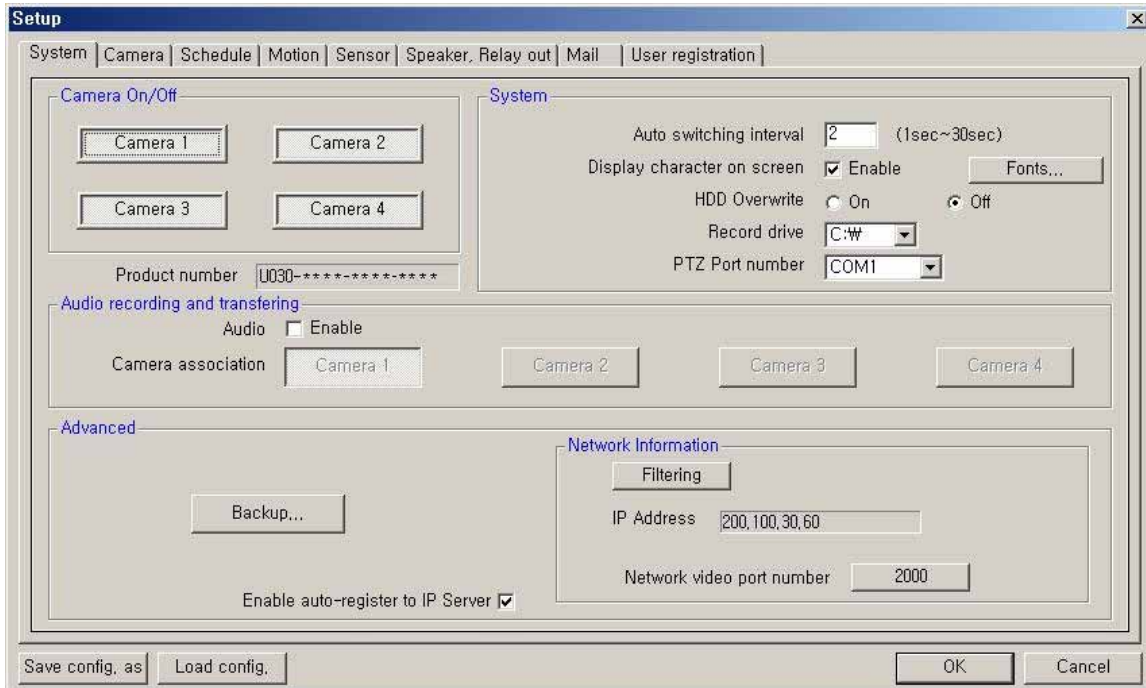 Setup
System Camera Schedule Motion Sensor Speaker, Relay out Mail User registration
Camera On/Off
Camera 1 Camera 2
Camera 3 Camera 4
Product number U030-****-****-****
System
Auto switching interval 2 (1sec~30sec)
Display character on screen Enable Fonts...
HDD Overwrite On Off
Record drive C:₩
PTZ Port number COM1
Audio recording and transfering
Audio Enable
Camera association Camera 1 Camera 2 Camera 3 Camera 4
Advanced
Backup...
Enable auto-register to IP Server
Network Information
Filtering
IP Address 200,100,30,60
Network video port number 2000
Save config, as Load config, OK Cancel